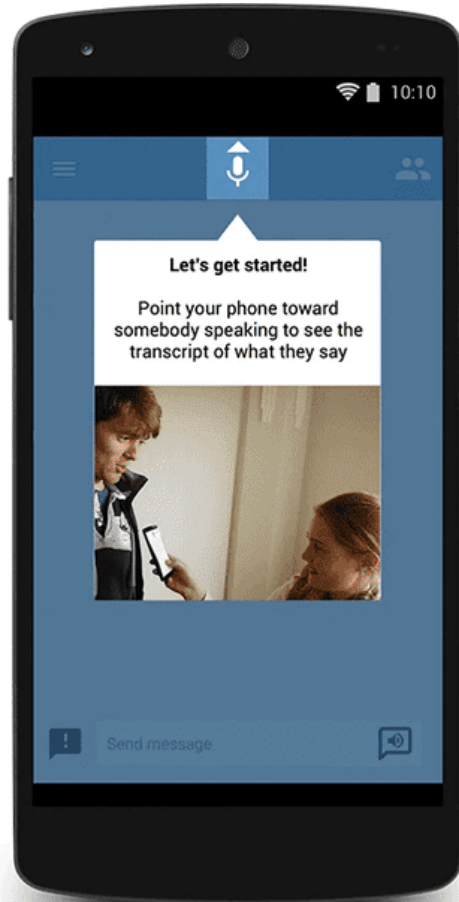 10:10
Let's get started!
Point your phone toward
somebody speaking to see the
transcript of what they say
Send message